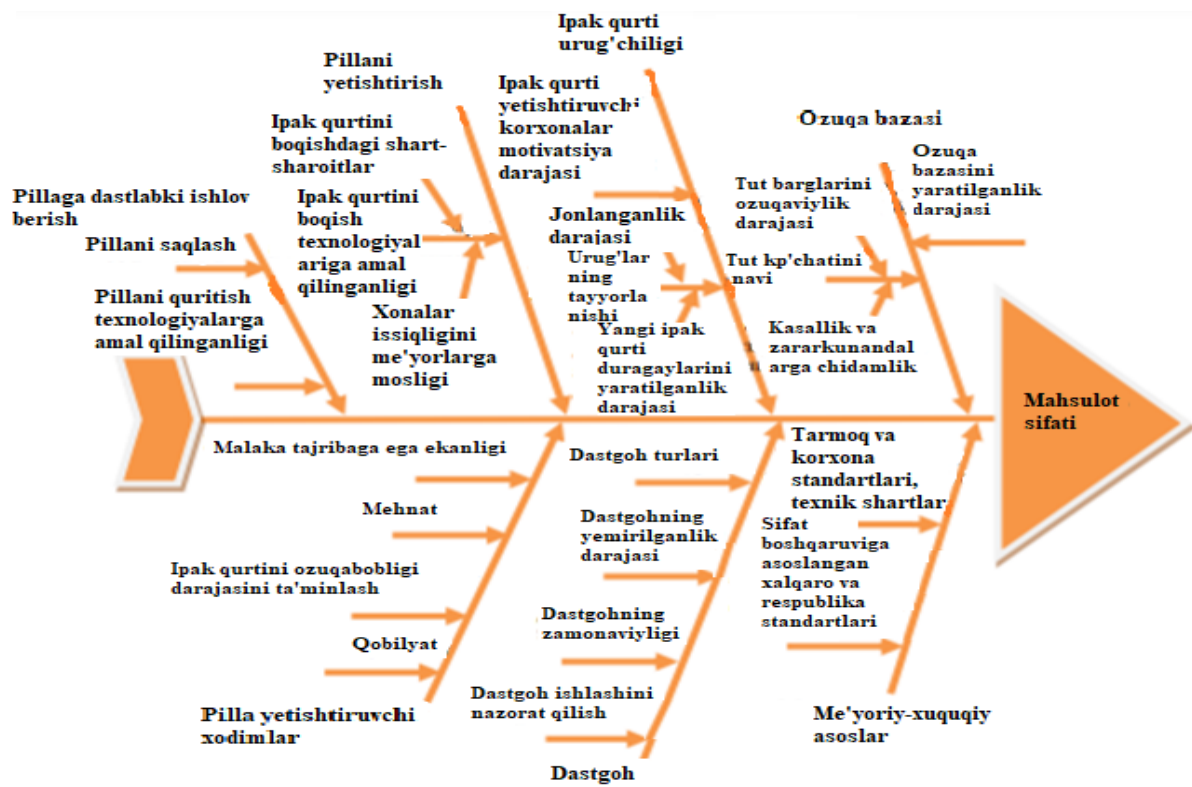 Ipak qurti
urug'chiligi
Pillani
yetishtirish
Ipak qurti
yetishtiruvchi
korxonalar
motivatsiya
darajasi
Ozuqa bazasi
Ipak qurtini
boqishdagi shart-
sharoitlar
Ozuqa
bazasini
yaratilganlik
darajasi
Tut barglarini
ozuqaviylik
darajasi
Pillaga dastlabki ishlov
berish
Ipak qurtini
boqish
texnologiyal
ariga amal
qilinganligi
Jonlanganlik
darajasi
Pillani saqlash
Urug'lar
ning
tayyorla
nishi
Tut kp'chatini
navi
Pillani quritish
texnologiyalarga
amal qilinganligi
Xonalar
issiqligini
me'yorlarga
mosligi
Yangi ipak
qurti
duragaylarini
yaratilganlik
darajasi
Kasallik va
zararkunandal
arga chidamlik
Mahsulot
sifati
Malaka tajribaga ega ekanligi
Dastgoh turlari
Tarmoq va
korxona
standartlari,
texnik shartlar
Mehnat
Dastgohning
yemirilganlik
darajasi
Sifat
boshqaruviga
asoslangan
xalqaro va
respublika
standartlari
Ipak qurtini ozuqabobligi
darajasini ta'minlash
Dastgohning
zamonaviyligi
Qobilyat
Dastgoh ishlashini
nazorat qilish
Pilla yetishtiruvchi
xodimlar
Me'yoriy-xuquqiy
asoslar
Dastgoh